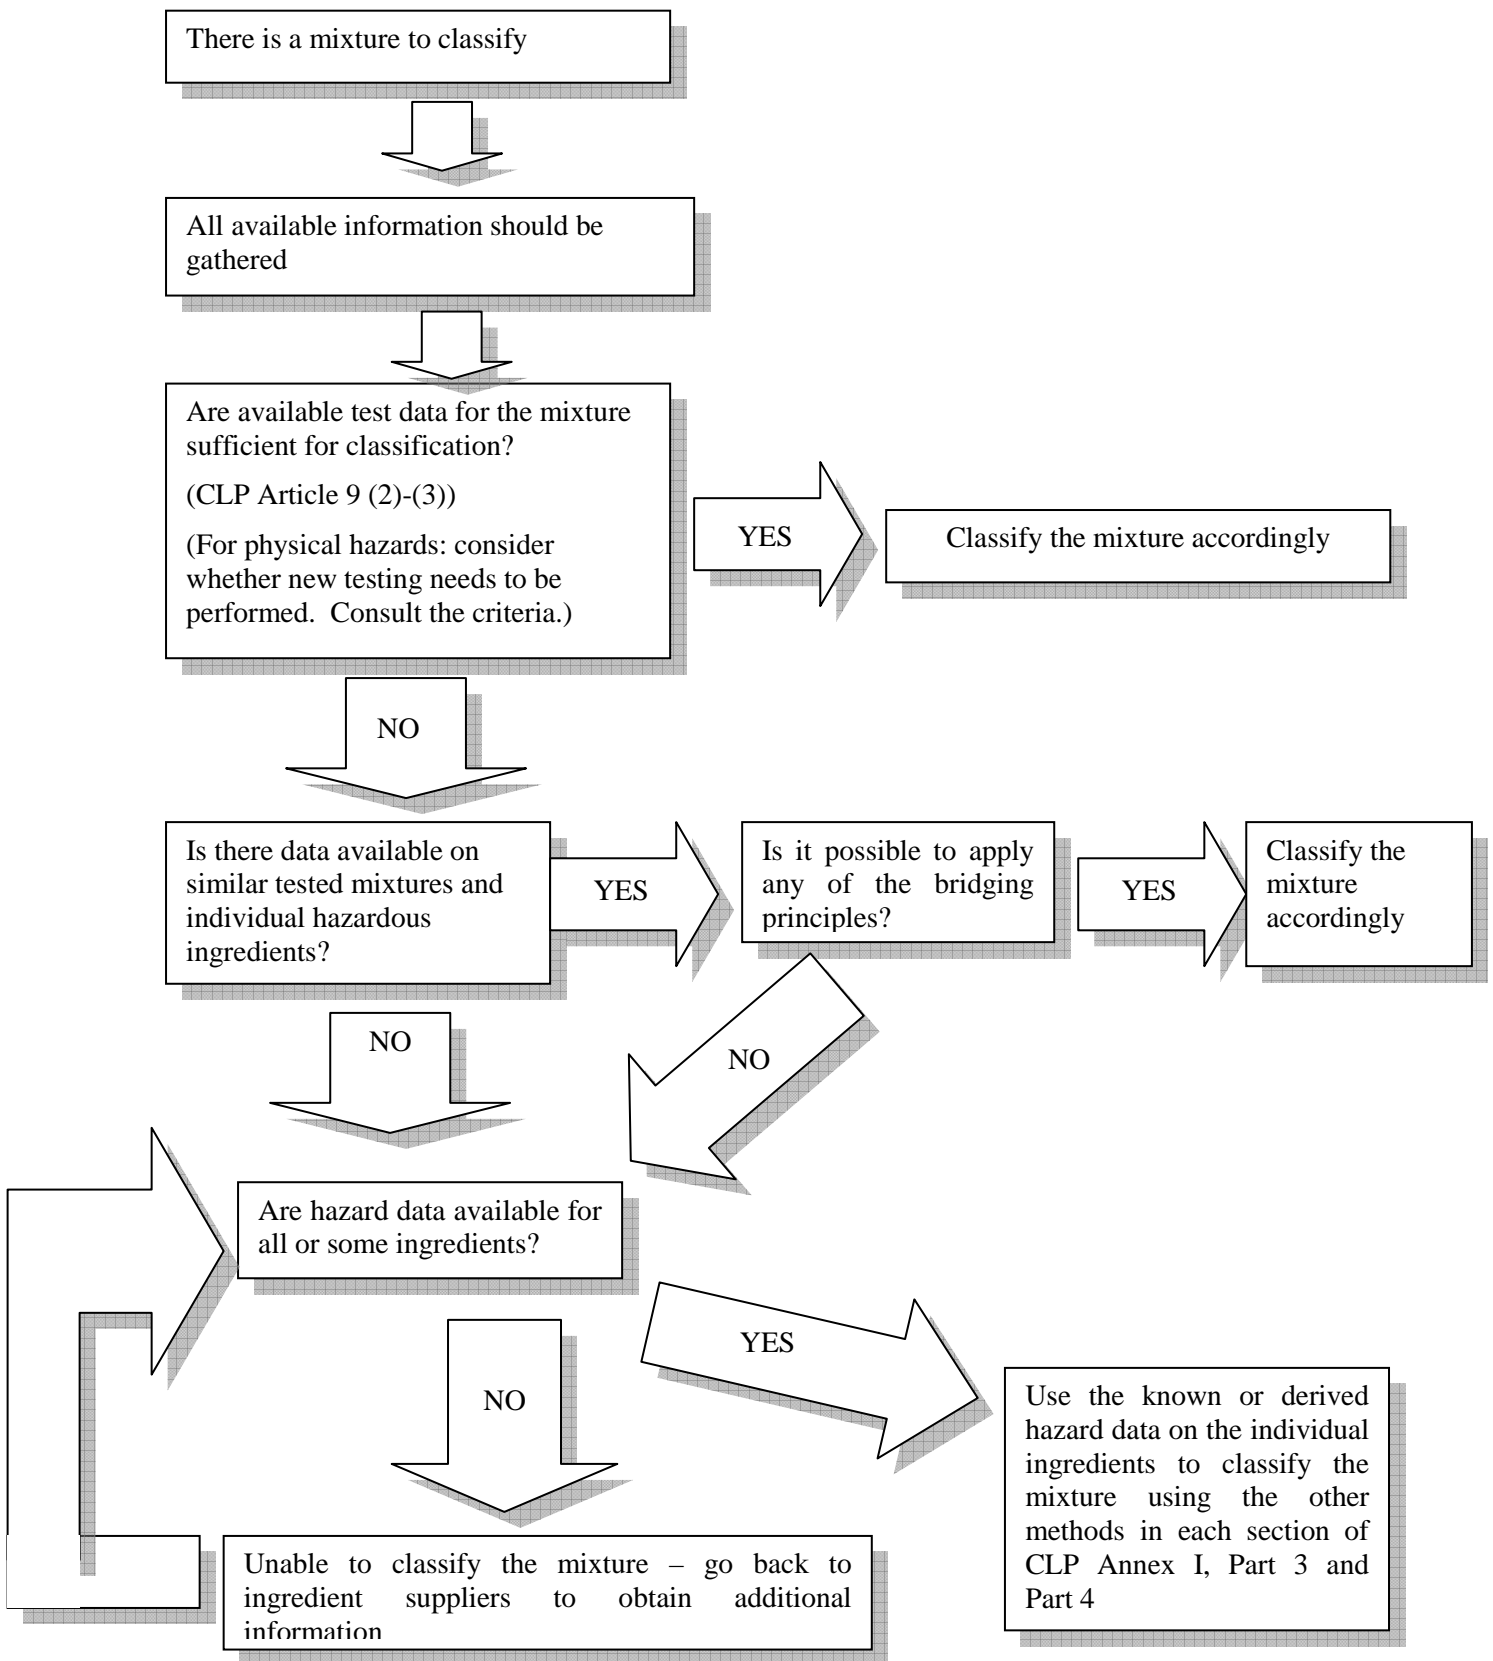 There is a mixture to classify
All available information should be
gathered
Are available test data for the mixture
sufficient for classification?
(CLP Article 9 (2)-(3))
(For physical hazards: consider
whether new testing needs to be
performed.  Consult the criteria.)
YES
Classify the mixture accordingly
NO
Is there data available on
similar tested mixtures and
individual hazardous
ingredients?
YES
Is it possible to apply
any of the bridging
principles?
YES
Classify the
mixture
accordingly
NO
NO
Are hazard data available for
all or some ingredients?
YES
NO
Use the known or derived
hazard data on the individual
ingredients to classify the
mixture using the other
methods in each section of
CLP Annex I, Part 3 and
Part 4
Unable to classify the mixture – go back to
ingredient suppliers to obtain additional
information